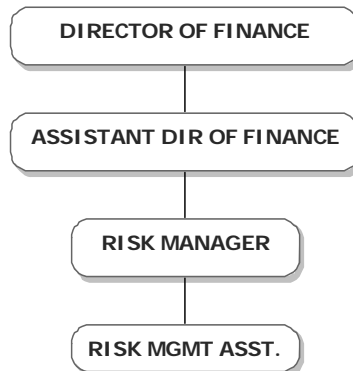 DIRECTOR OF FINANCE
ASSISTANT DIR OF FINANCE
RISK MANAGER
RISK MGMT ASST.